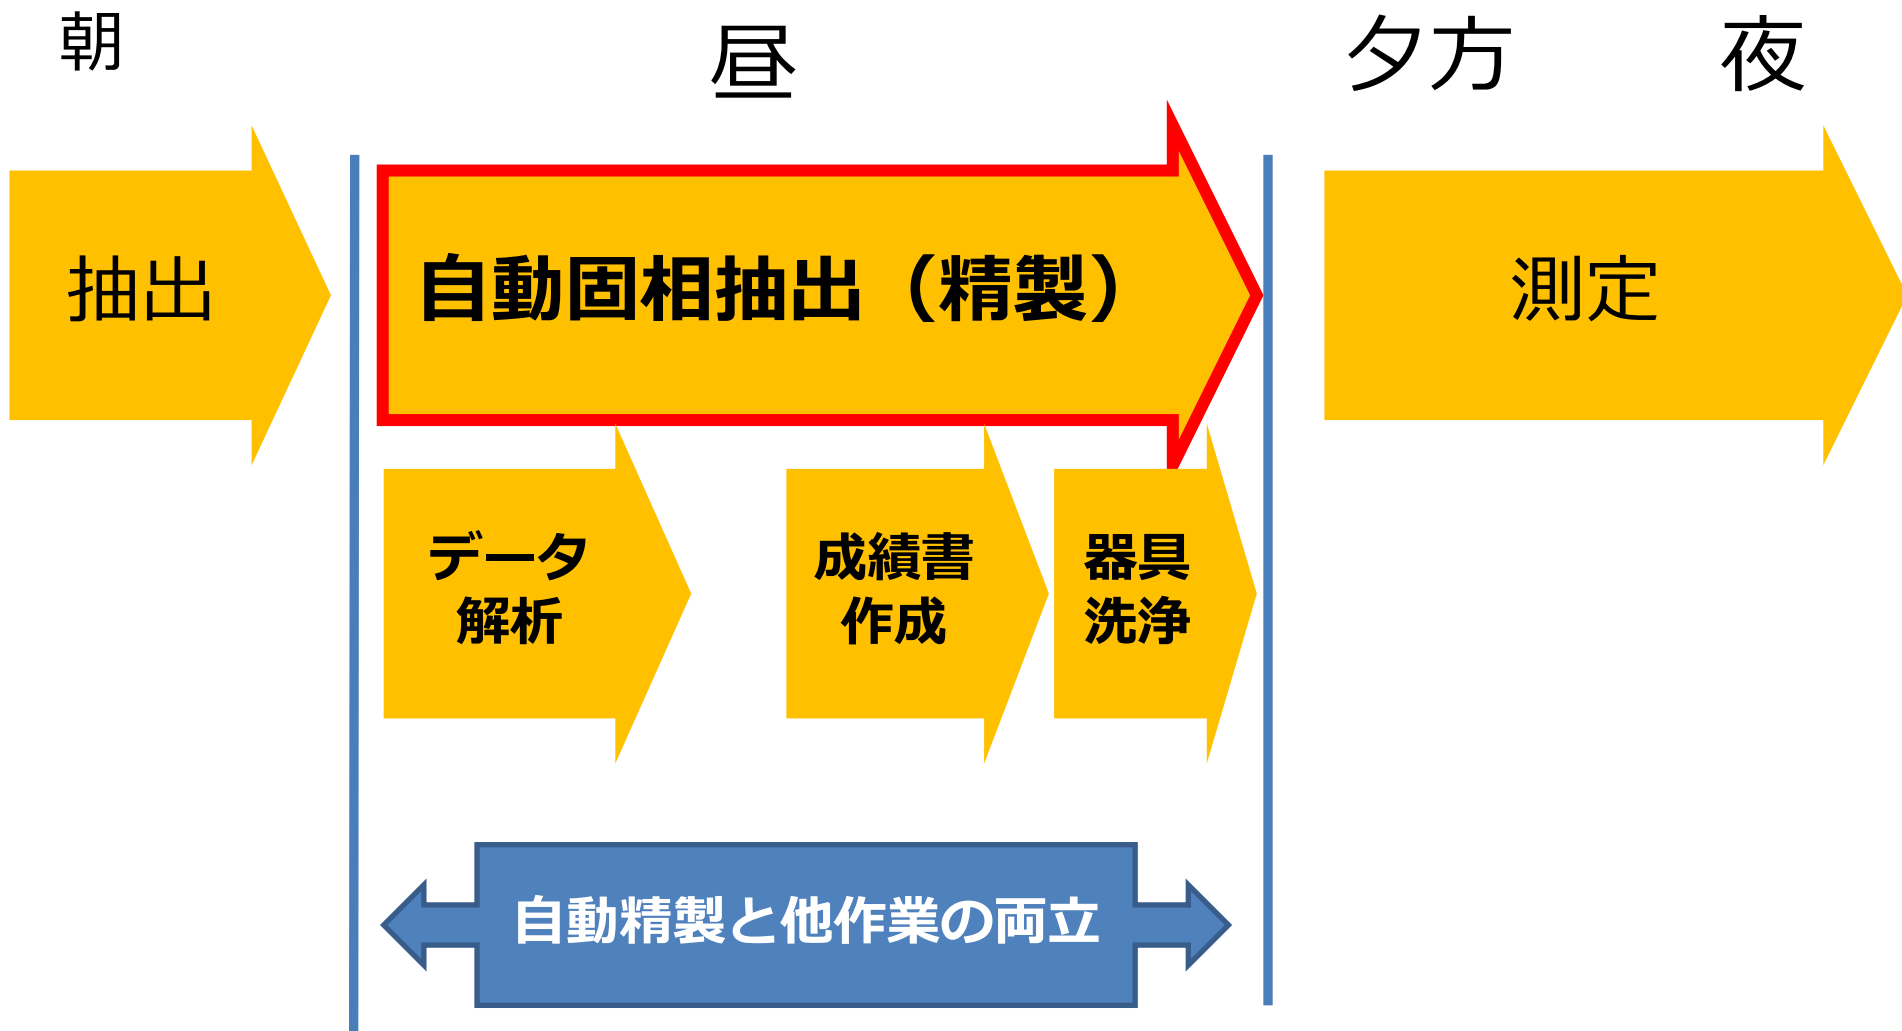 朝
昼
夕方
夜
抽出
自動固相抽出（精製）
測定
データ
解析
成績書
作成
器具
洗浄
自動精製と他作業の両立